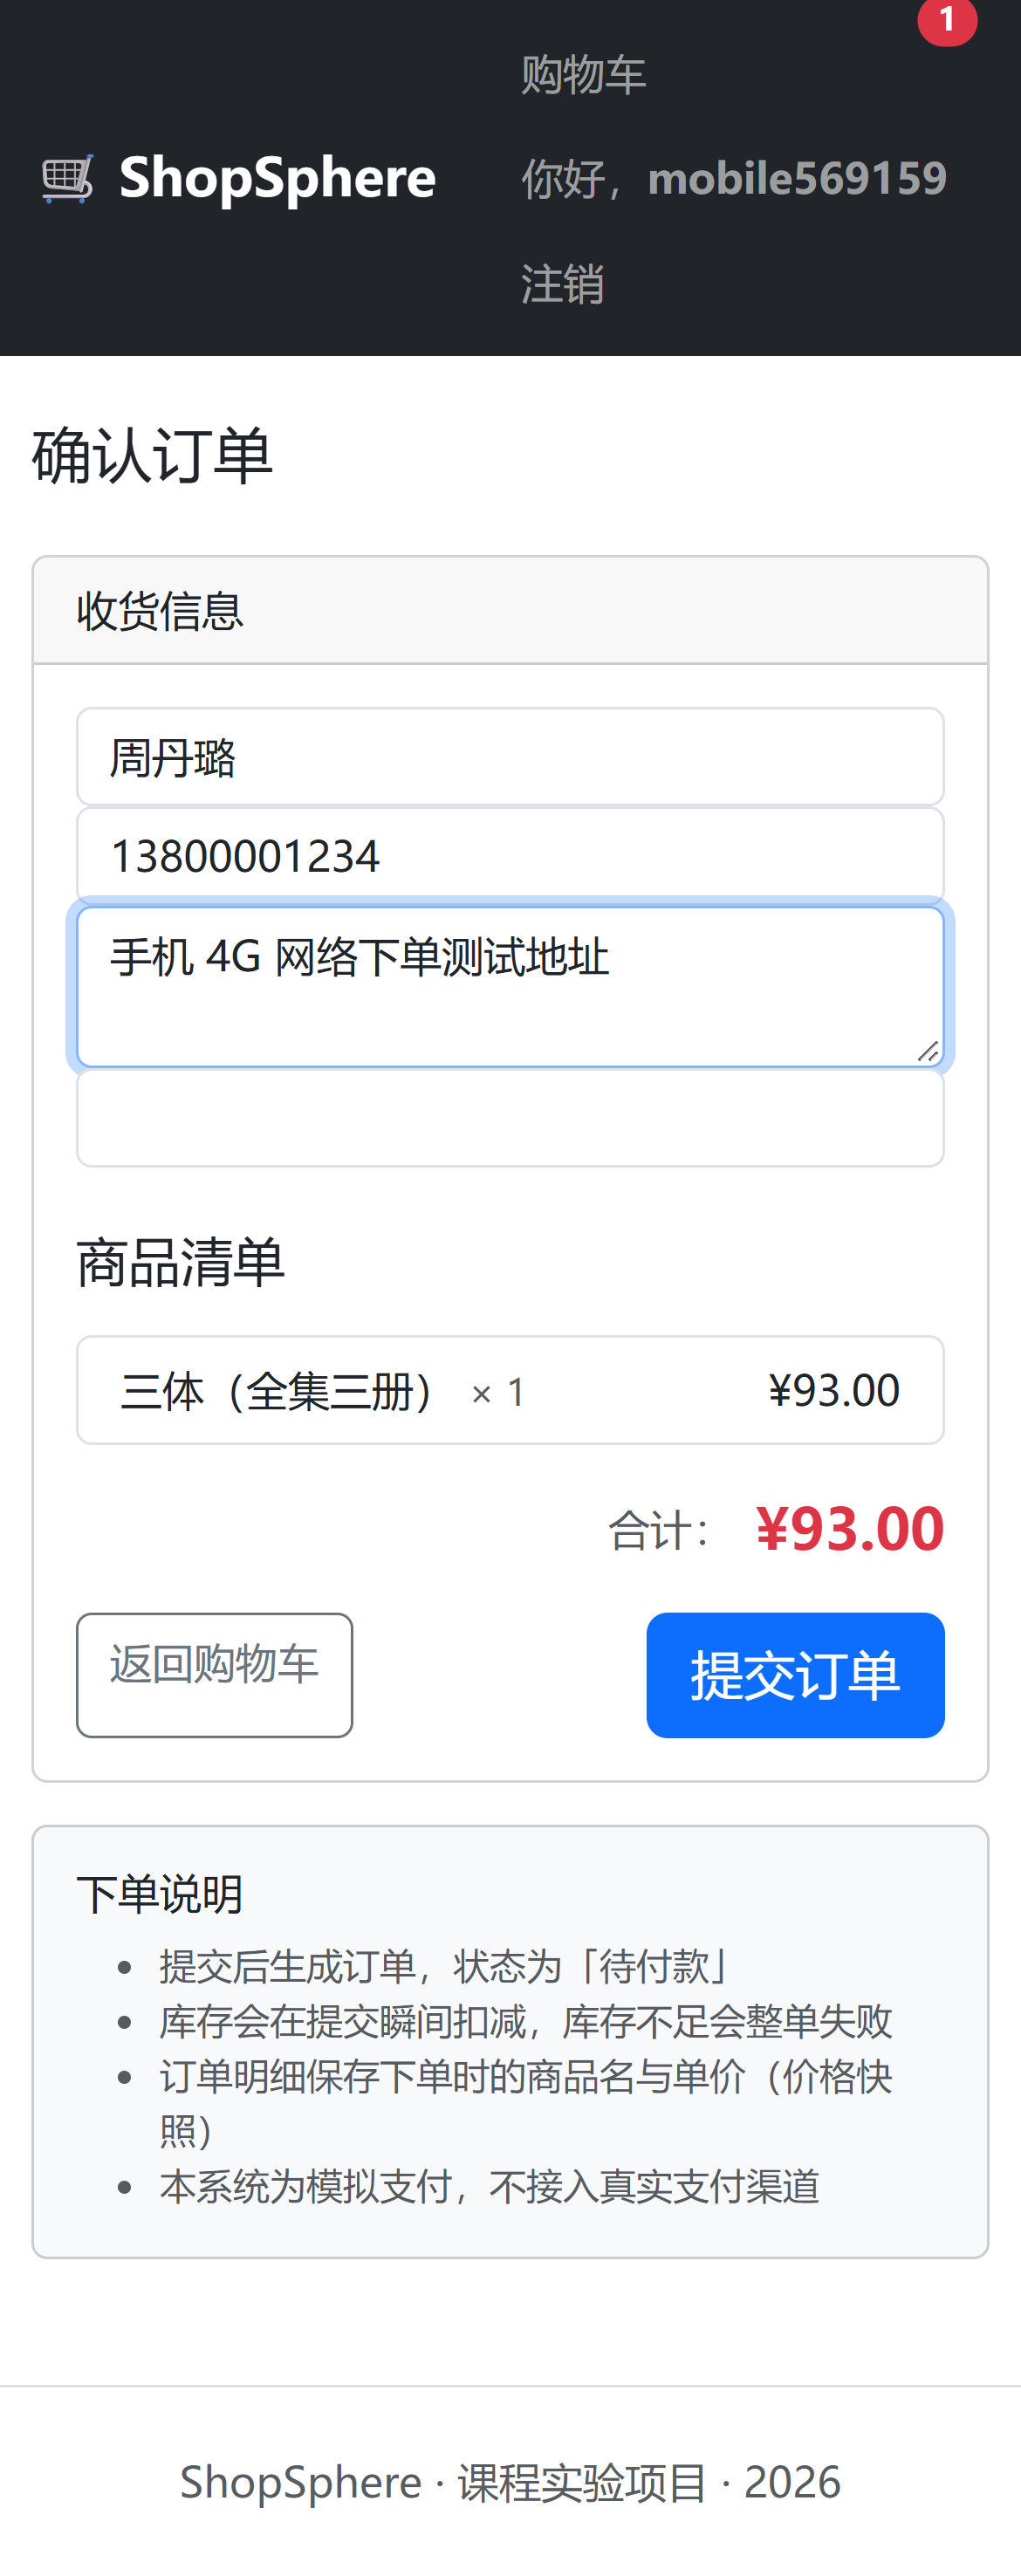 1
购物车
ShopSphere
你好，mobile569159
注销
确认订单
收货信息
周丹璐
13800001234
手机 4G 网络下单测试地址
商品清单
三体（全集三册） × 1 ¥93.00
合计： ¥93.00
返回购物车 提交订单
下单说明
提交后生成订单，状态为「待付款」
库存会在提交瞬间扣减，库存不足会整单失败
订单明细保存下单时的商品名与单价（价格快
照）
本系统为模拟支付，不接入真实支付渠道
ShopSphere · 课程实验项目 · 2026